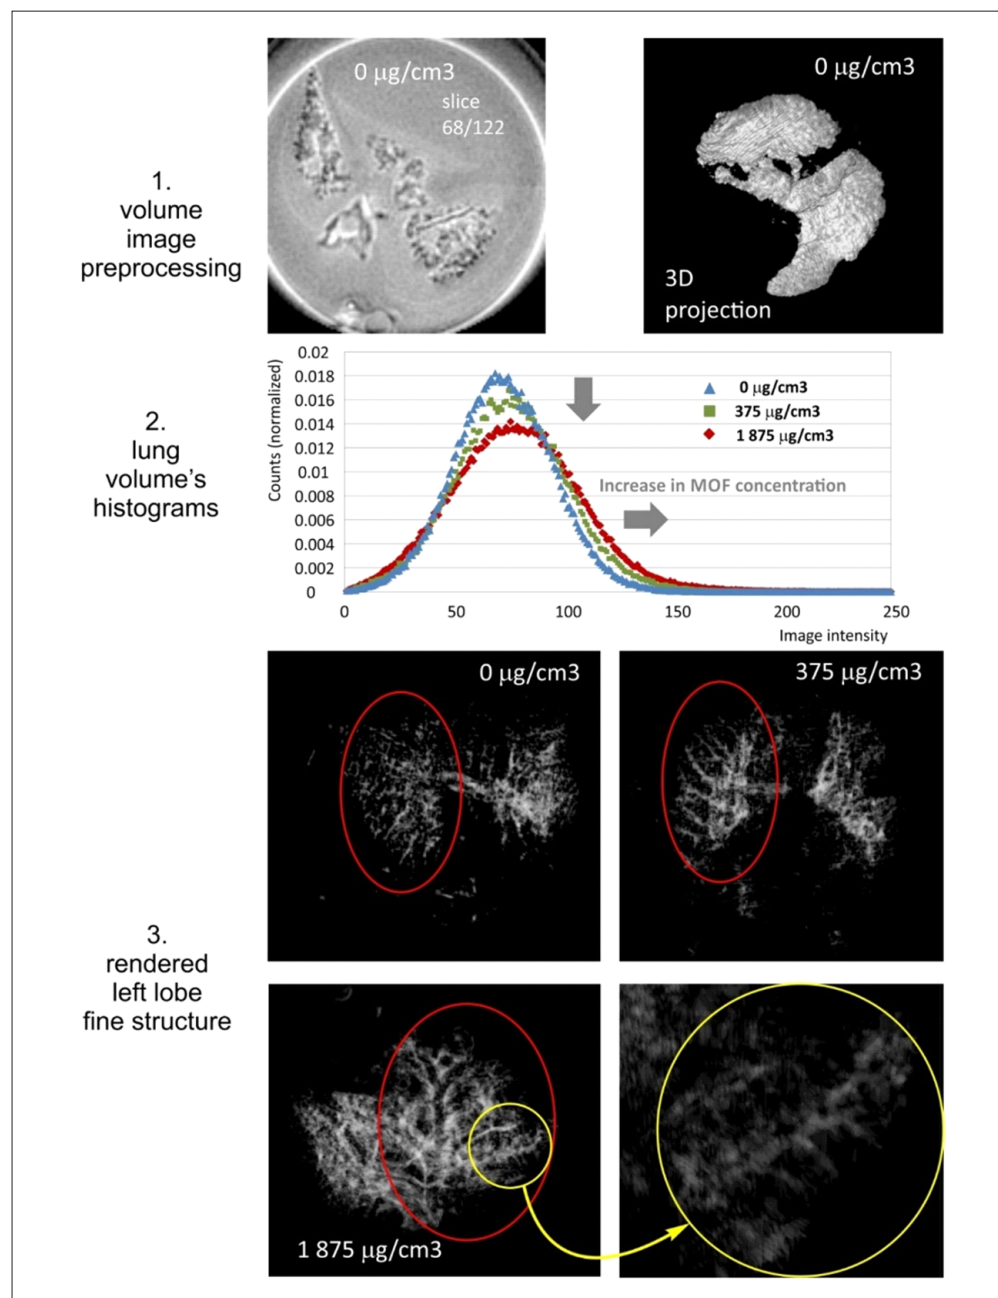 1.
volume
image
preprocessing
0 µg/cm3
slice
68/122
0 µg/cm3
3D
projection
2.
lung
volume’s
histograms
Counts (normalized)
0.02
0.018
0.016
0.014
0.012
0.01
0.008
0.006
0.004
0.002
0
0 µg/cm3
375 µg/cm3
1 875 µg/cm3
Increase in MOF concentration
0
50
100
150
200
250
Image intensity
3.
rendered
left lobe
fine structure
0 µg/cm3
375 µg/cm3
1 875 µg/cm3